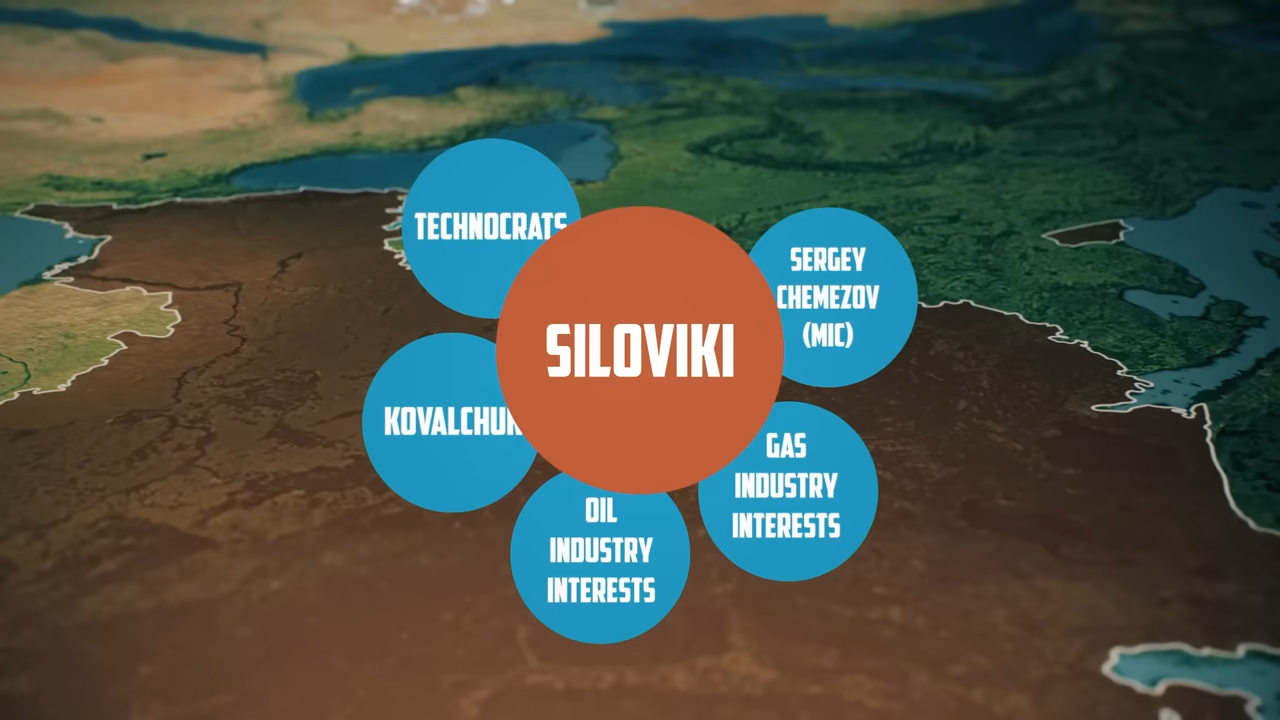 TECHNOCRATS
SERGEY
CHEMEZOV
(MIC)
SILOVIKI
KOVALCHUK
GAS
INDUSTRY
INTERESTS
OIL
INDUSTRY
INTERESTS